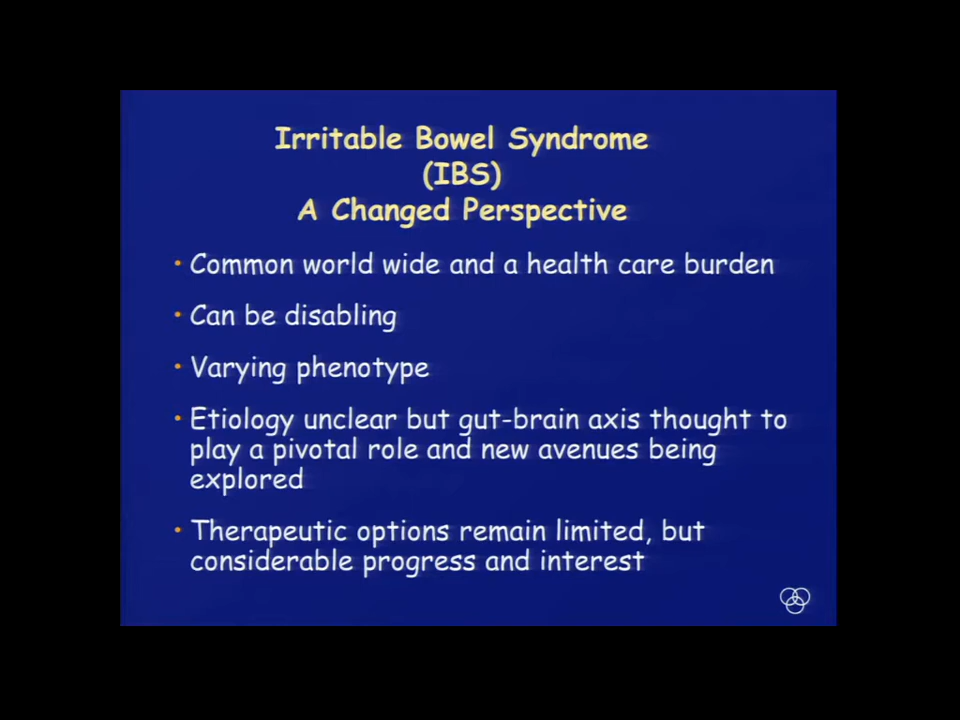 Irritable Bowel Syndrome
(IBS)
A Changed Perspective
• Common world wide and a health care burden
• Can be disabling
• Varying phenotype
• Etiology unclear but gut-brain axis thought to
play a pivotal role and new avenues being
explored
• Therapeutic options remain limited, but
considerable progress and interest